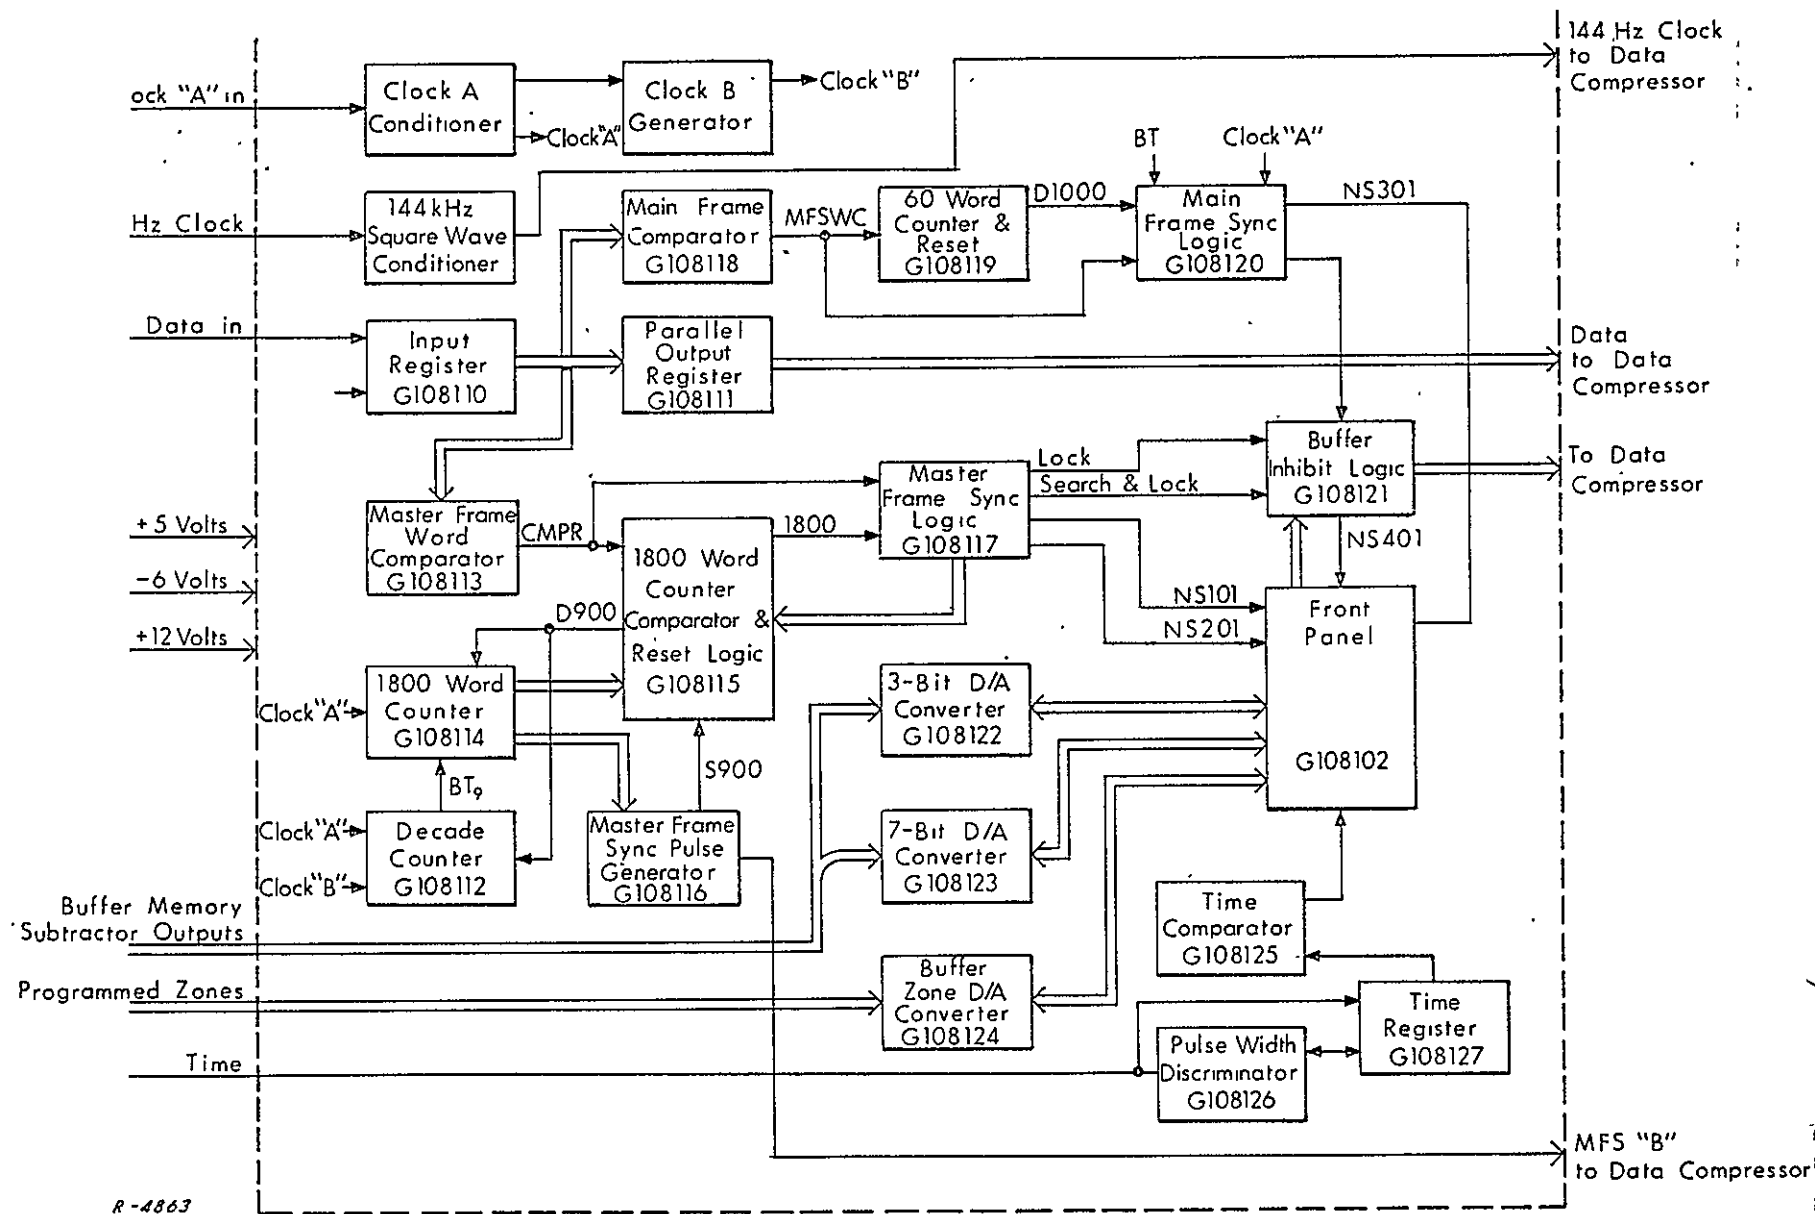 144 Hz Clock
to Data
Compressor
ock "A" in
Clock A
Conditioner
Clock B
Generator
Clock "B"
Clock "A"
BT
Clock "A"
Hz Clock
144 kHz
Square Wave
Conditioner
Main Frame
Comparator
G108118
MFSWC
60 Word
Counter &
Reset
G108119
D1000
Main
Frame Sync
Logic
G108120
NS301
Data in
Input
Register
G108110
Parallel
Output
Register
G108111
Data
to Data
Compressor
Buffer
Inhibit Logic
G108121
To Data
Compressor
Lock
Search & Lock
Master
Frame Sync
Logic
G108117
NS401
+5 Volts
-6 Volts
+12 Volts
Master Frame
Word
Comparator
G108113
CMPR
1800 Word
Counter
Comparator &
Reset Logic
G108115
1800
NS101
NS201
Front
Panel
G108102
D900
Clock "A"
1800 Word
Counter
G108114
3-Bit D/A
Converter
G108122
BT9
S900
Clock "A"
Clock "B"
Decade
Counter
G108112
Master Frame
Sync Pulse
Generator
G108116
7-Bit D/A
Converter
G108123
Buffer Memory
Subtractor Outputs
Time
Comparator
G108125
Programmed Zones
Buffer
Zone D/A
Converter
G108124
Time
Register
G108127
Time
Pulse Width
Discriminator
G108126
MFS "B"
to Data Compressor
R-4863